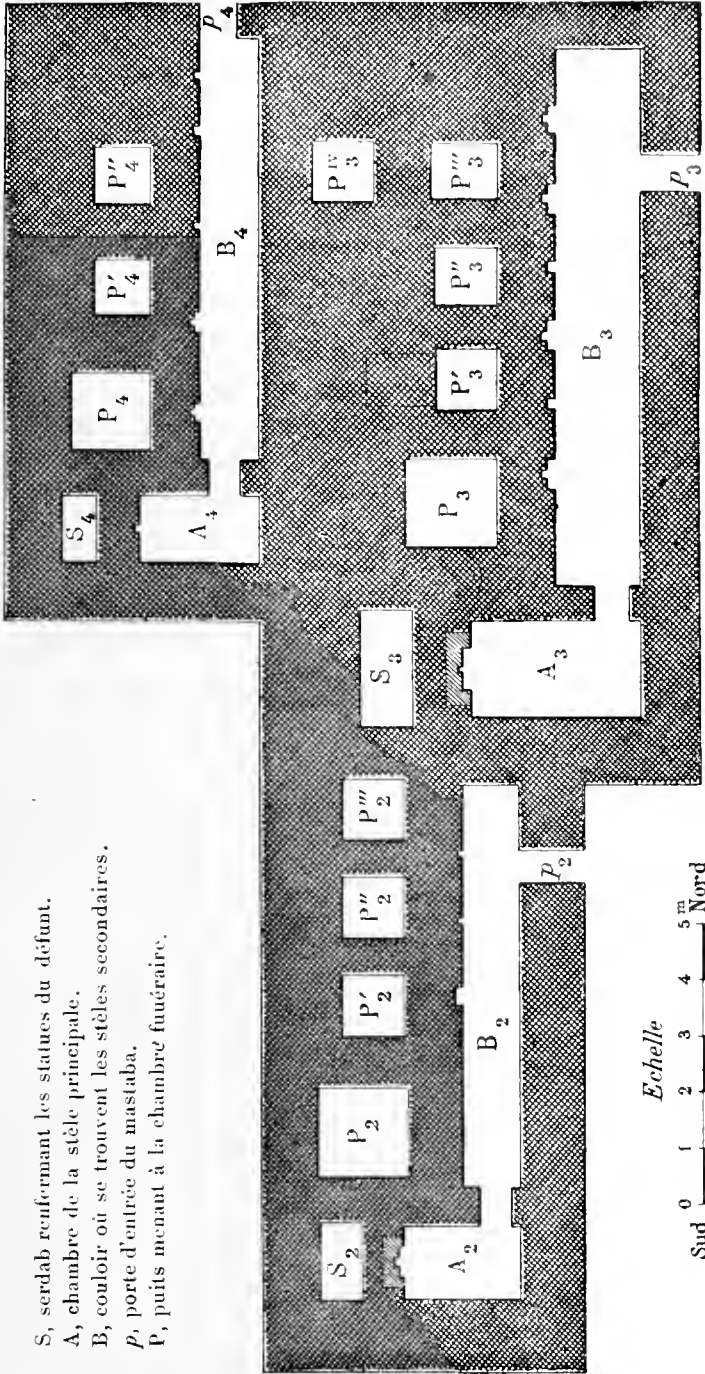 S, serdab renfermant les statues du défunt.
A, chambre de la stèle principale.
B, couloir où se trouvent les stèles secondaires.
p, porte d'entrée du mastaba.
P, puits menant à la chambre funéraire.
S₄
A₄
P₄
P′₄
P″₄
B₄
p₄
S₃
A₃
P₃
P′₃
P″₃
P‴₃
Pᴵⱽ₃
B₃
p₃
S₂
A₂
P₂
P′₂
P″₂
P‴₂
B₂
p₂
Echelle
0 1 2 3 4 5 m
Sud Nord